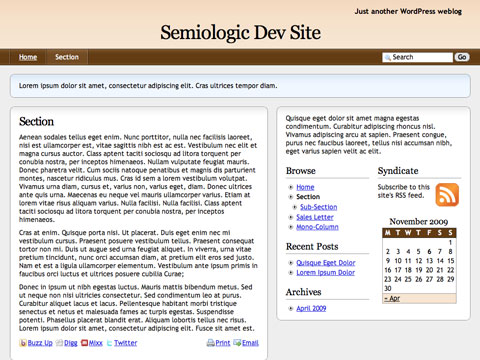 Just another WordPress weblog
Semiologic Dev Site
Home Section Search Go
Lorem ipsum dolor sit amet, consectetur adipiscing elit. Cras ultrices tempor diam.
Section
Aenean sodales tellus eget enim. Nunc porttitor, nulla nec facilisis laoreet,
nisi est ullamcorper est, vitae sagittis nibh est ac est. Vestibulum nec elit et
magna cursus auctor. Class aptent taciti sociosqu ad litora torquent per
conubia nostra, per inceptos himenaeos. Nullam vulputate feugiat mauris.
Donec pharetra velit. Cum sociis natoque penatibus et magnis dis parturient
montes, nascetur ridiculus mus. Cras id sem a lorem vestibulum volutpat.
Vivamus urna diam, cursus et, varius non, varius eget, diam. Donec ultrices
ante quis urna. Maecenas eu neque vel mauris ullamcorper varius. Etiam at
lorem vitae risus aliquam varius. Nulla facilisi. Nulla facilisi. Class aptent
taciti sociosqu ad litora torquent per conubia nostra, per inceptos
himenaeos.
Cras at enim. Quisque porta nisi. Ut placerat. Duis eget enim nec mi
vestibulum cursus. Praesent posuere vestibulum tellus. Praesent consequat
tortor non mi. Duis ut augue sed urna feugiat aliquet. In viverra, urna vitae
pretium tincidunt, nunc orci accumsan diam, at pretium elit eros sed justo.
Nam et est a ligula ullamcorper elementum. Vestibulum ante ipsum primis in
faucibus orci luctus et ultrices posuere cubilia Curae;
Donec in ipsum ut nibh egestas luctus. Mauris mattis bibendum metus. Sed
ut neque non nisi ultricies consectetur. Sed condimentum leo at purus.
Curabitur aliquet lacus et lacus. Pellentesque habitant morbi tristique
senectus et netus et malesuada fames ac turpis egestas. Suspendisse
potenti. Phasellus placerat blandit erat. Aliquam lobortis tellus nec risus.
Lorem ipsum dolor sit amet, consectetur adipiscing elit. Fusce sit amet est.
Buzz Up Digg Mixx Twitter Print Email
Quisque eget dolor sit amet magna egestas
condimentum. Curabitur adipiscing rhoncus nisl.
Vivamus adipiscing arcu at sapien. Praesent congue,
purus nec faucibus laoreet, tellus nisi accumsan nibh,
eget varius sapien velit ac elit.
Browse
Home
Section
Sub-Section
Sales Letter
Mono-Column
Recent Posts
Quisque Eget Dolor
Lorem Ipsum Dolor
Archives
April 2009
Syndicate
Subscribe to this
site's RSS feed.
November 2009
M T W T F S S
1
2 3 4 5 6 7 8
9 10 11 12 13 14 15
16 17 18 19 20 21 22
23 24 25 26 27 28 29
30
« Apr